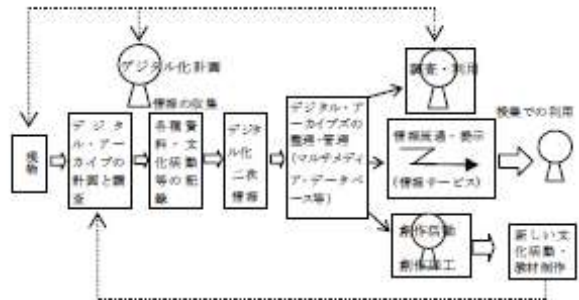 デジタル化計画
情報の収集
現物
デジタ
ル・アー
カイブの
計画と調
査
各種資
料・文
化活動
等の記
録
デジタ
ル化
二次
情報
デジタル・ア
ーカイブズの
整理・管理
(マルチメディ
ア・データベ
ース等)
調査・利用
情報流通・提示
(情報サービス)
授業での利用
創作活動
創作加工
新しい文
化活動・
教材制作